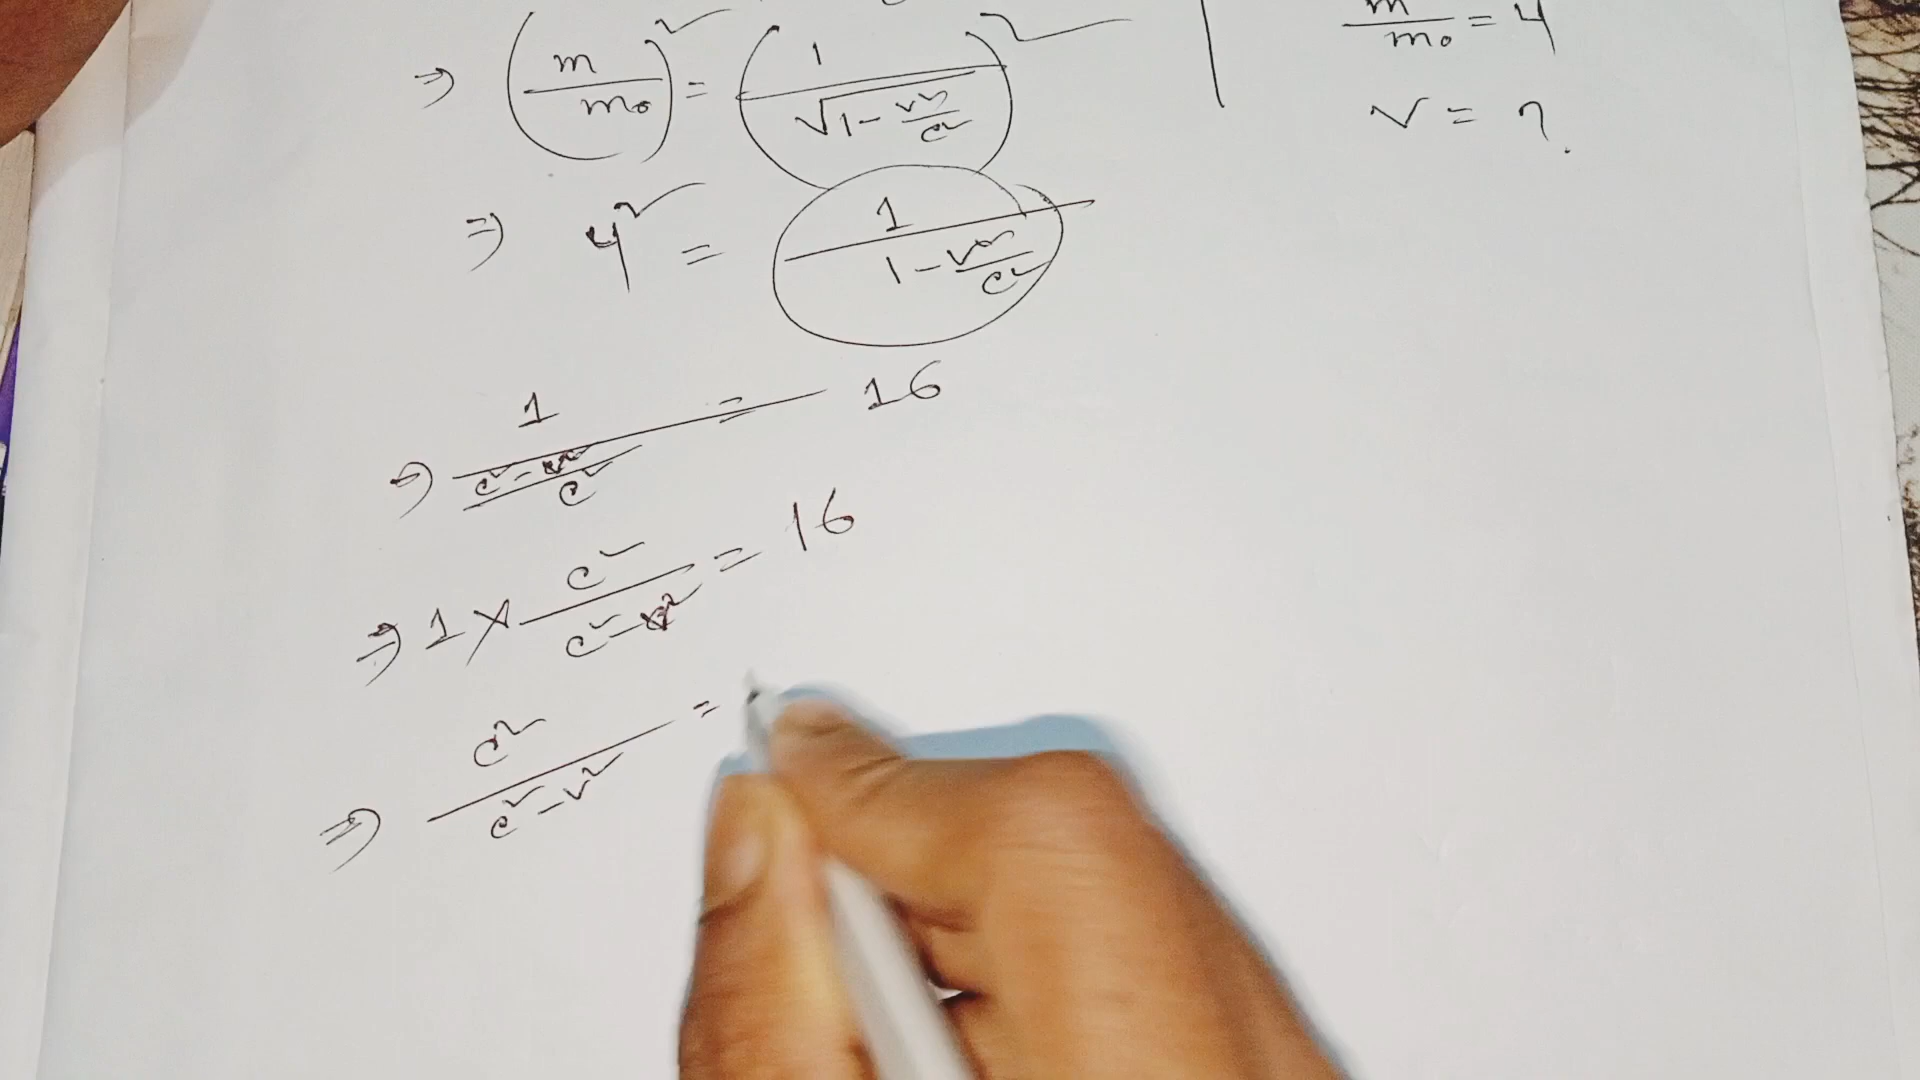 ⇒ (m/m₀)² = (1/√(1 - v²/c²))²
m/m₀ = 4
v = ?
⇒ 4² = 1/(1 - v²/c²)
⇒ 1/((c² - v²)/c²) = 16
⇒ 1 × c²/(c² - v²) = 16
⇒ c²/(c² - v²) =